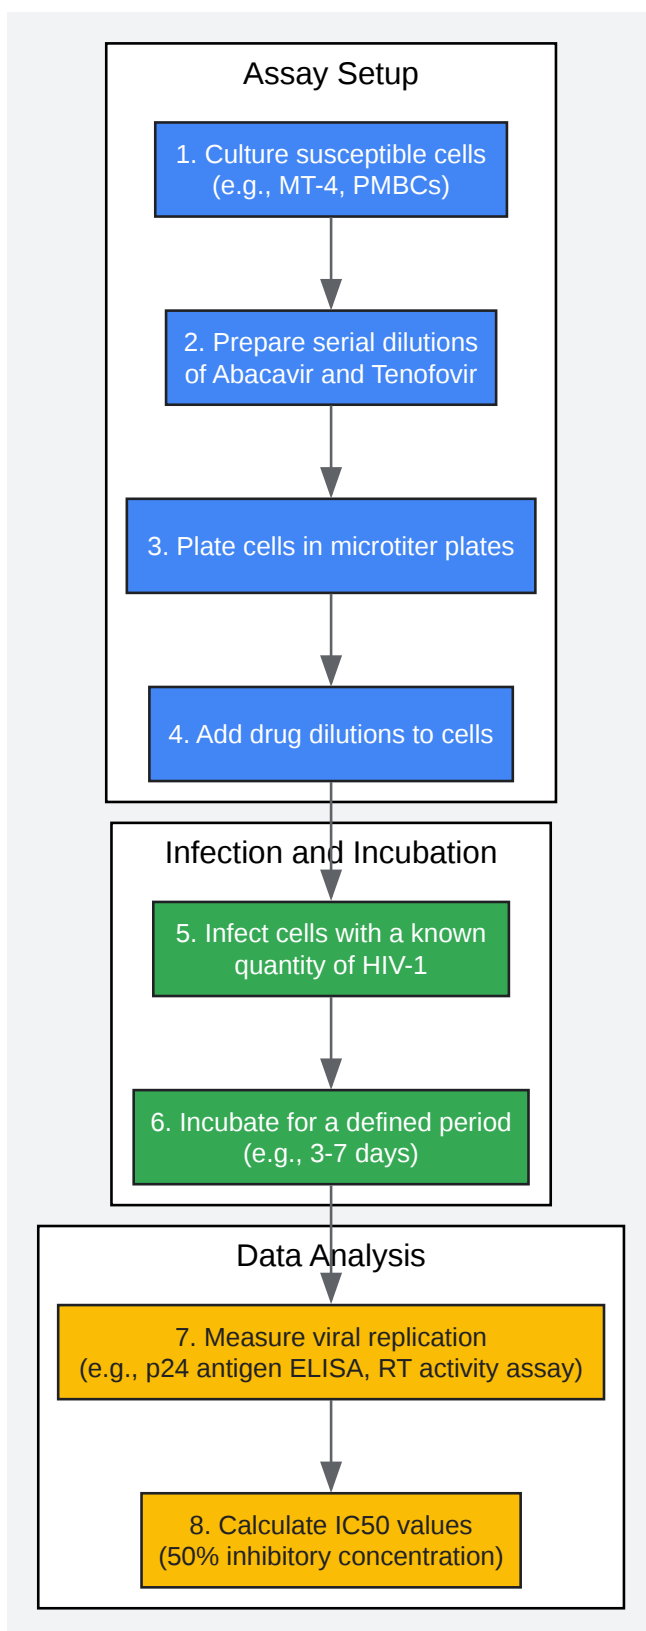 Assay Setup
1. Culture susceptible cells
(e.g., MT-4, PMBCs)
2. Prepare serial dilutions
of Abacavir and Tenofovir
3. Plate cells in microtiter plates
4. Add drug dilutions to cells
Infection and Incubation
5. Infect cells with a known
quantity of HIV-1
6. Incubate for a defined period
(e.g., 3-7 days)
Data Analysis
7. Measure viral replication
(e.g., p24 antigen ELISA, RT activity assay)
8. Calculate IC50 values
(50% inhibitory concentration)